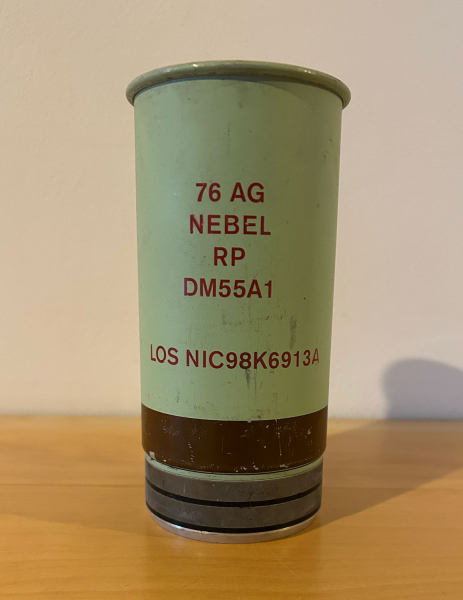 76 AG
NEBEL
RP
DM55A1
LOS NIC98K6913A